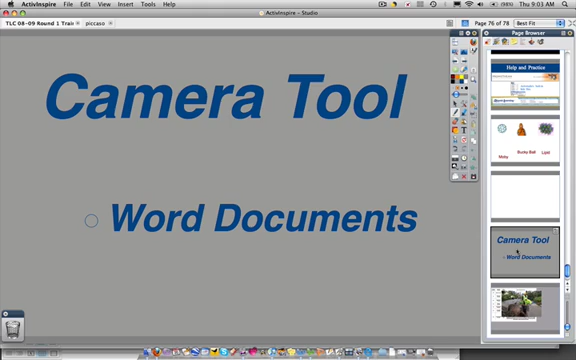 ActivInspire File Edit View Insert Tools Help
(98%) Thu 9:03 AM
ActivInspire – Studio
TLC 08-09 Round 1 Train
piccaso
Page 76 of 78
Best Fit
Page Browser
Camera Tool
Word Documents
Help and Practice
Moby
Bucky Ball
Lipid
Camera Tool
Word Documents